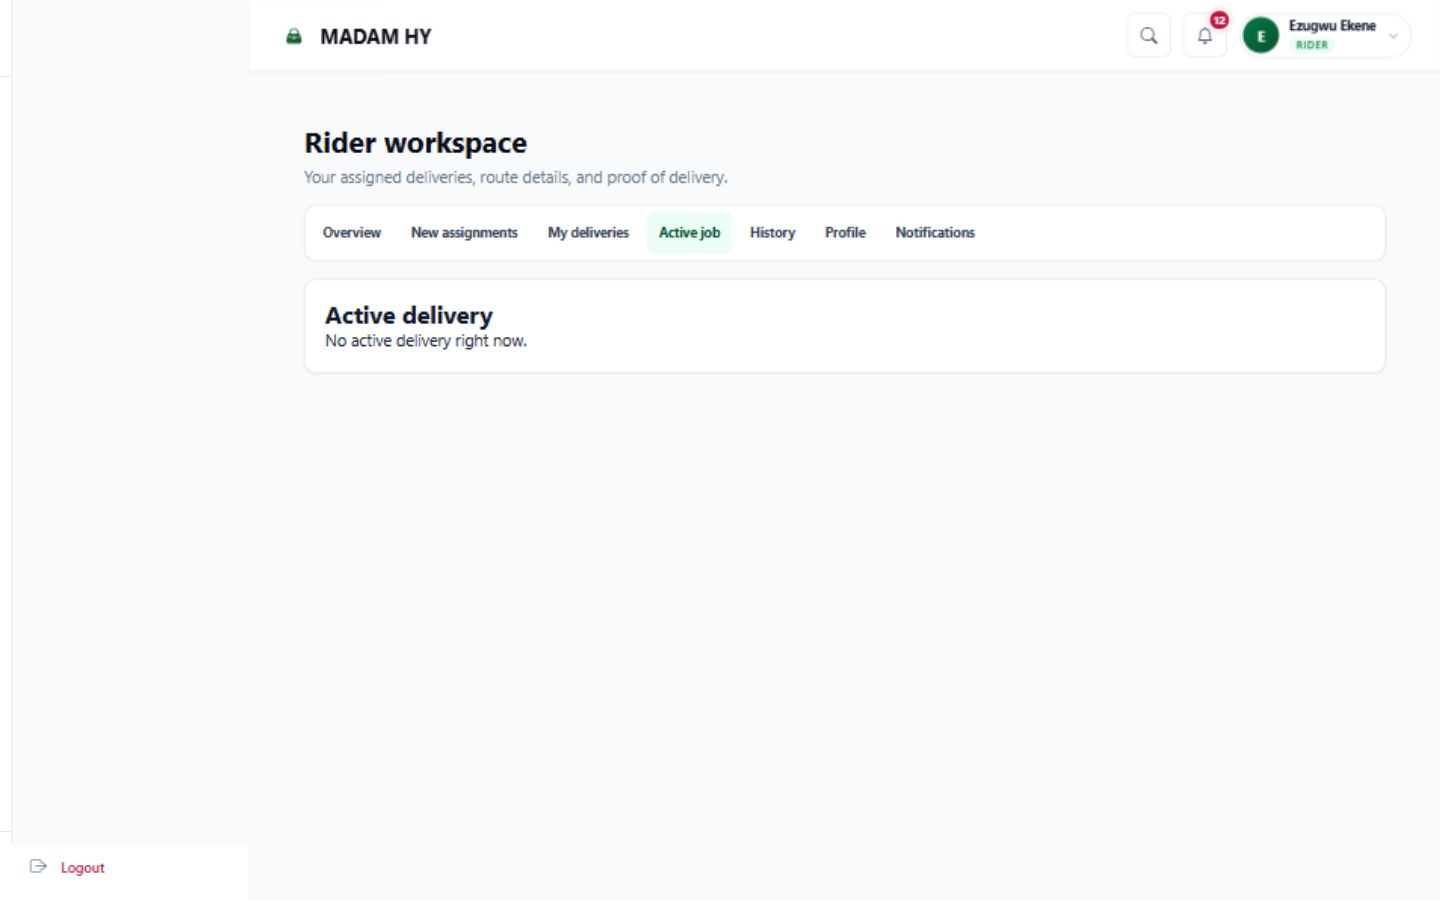 MADAM HY
12
E
Ezugwu Ekene
RIDER
Rider workspace
Your assigned deliveries, route details, and proof of delivery.
Overview New assignments My deliveries Active job History Profile Notifications
Active delivery
No active delivery right now.
Logout